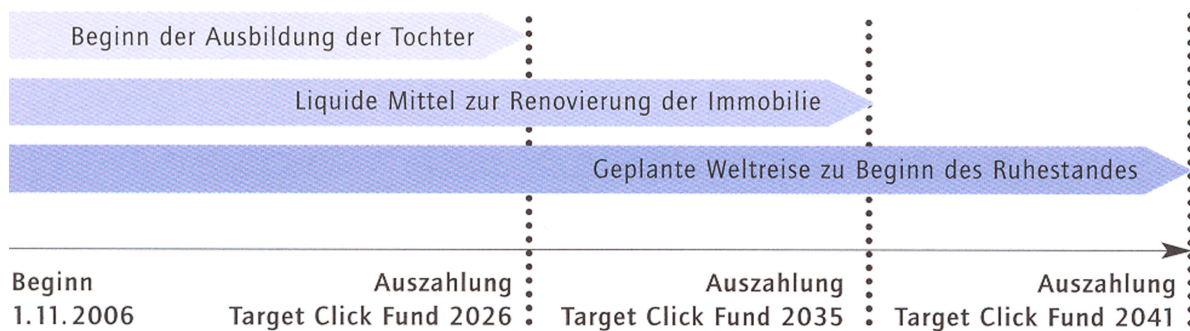 Beginn der Ausbildung der Tochter
Liquide Mittel zur Renovierung der Immobilie
Geplante Weltreise zu Beginn des Ruhestandes
Beginn
1.11.2006
Auszahlung
Target Click Fund 2026
Auszahlung
Target Click Fund 2035
Auszahlung
Target Click Fund 2041